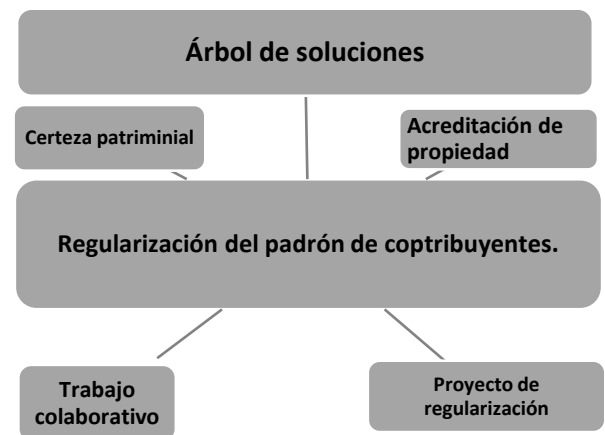 Árbol de soluciones
Certeza patriminial
Acreditación de
propiedad
Regularización del padrón de coptribuyentes.
Trabajo
colaborativo
Proyecto de
regularización